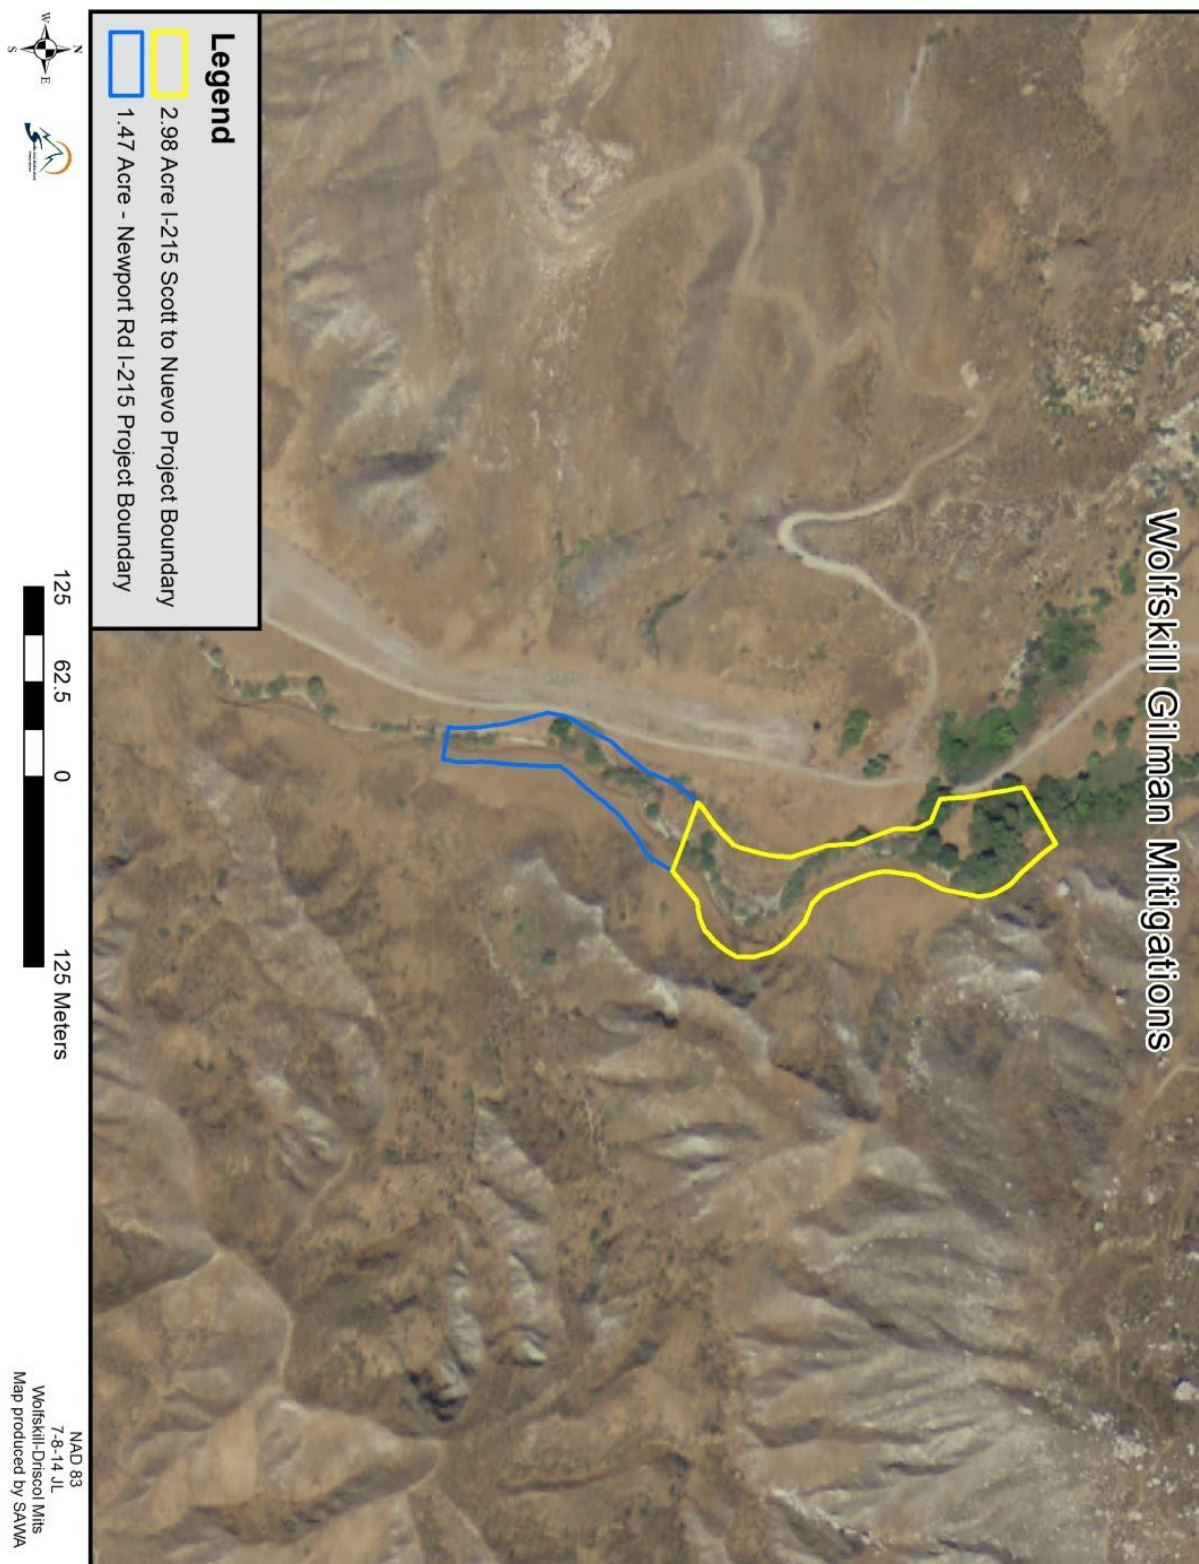 Wolfskill Gilman Mitigations
Legend
2.98 Acre I-215 Scott to Nuevo Project Boundary
1.47 Acre - Newport Rd I-215 Project Boundary
N
W
E
S
125 62.5 0 125 Meters
NAD 83
7-8-14 JL
Wolfskill-Driscol Mits
Map produced by SAWA